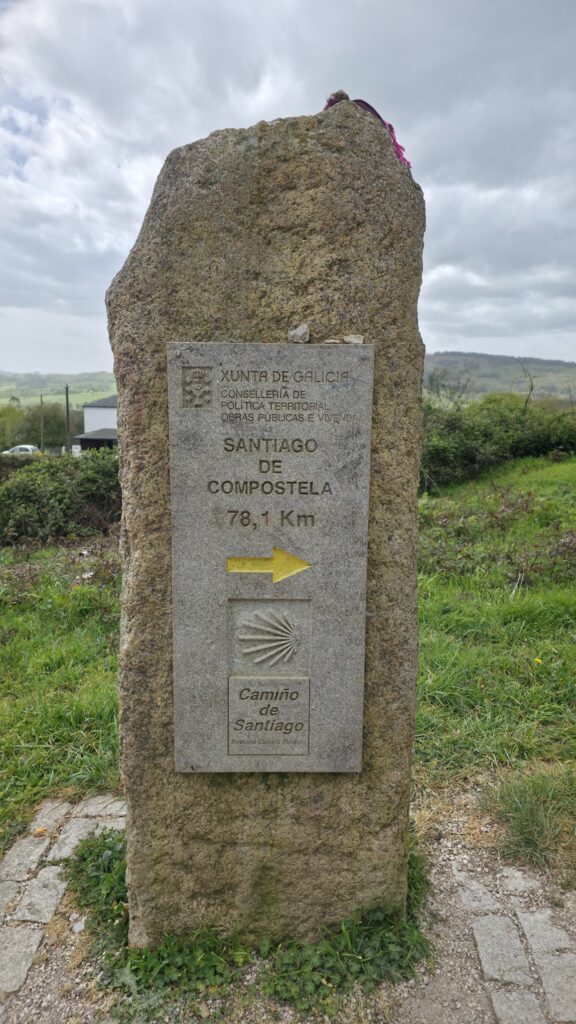 XUNTA DE GALICIA
CONSELLERÍA DE
POLÍTICA TERRITORIAL,
OBRAS PÚBLICAS E VIVENDA
SANTIAGO
DE
COMPOSTELA
78,1 Km
Camiño
de
Santiago